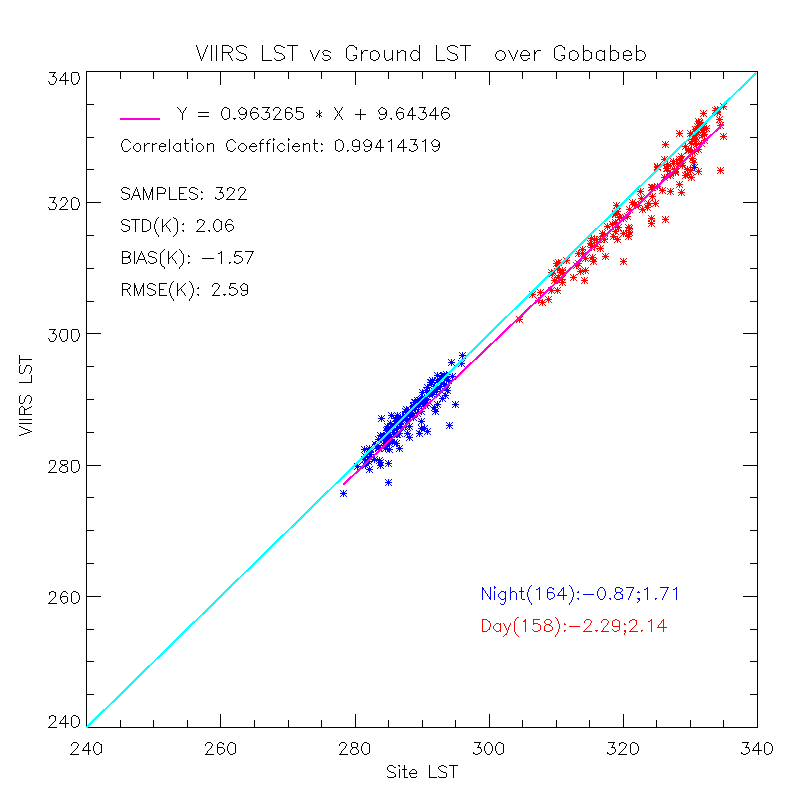 VIIRS LST vs Ground LST  over Gobabeb
Y = 0.963265 * X + 9.64346
Correlation Coefficient: 0.99414319
SAMPLES: 322
STD(K): 2.06
BIAS(K): −1.57
RMSE(K): 2.59
340
320
300
280
260
240
VIIRS LST
Night(164):−0.87;1.71
Day(158):−2.29;2.14
240 260 280 300 320 340
Site LST